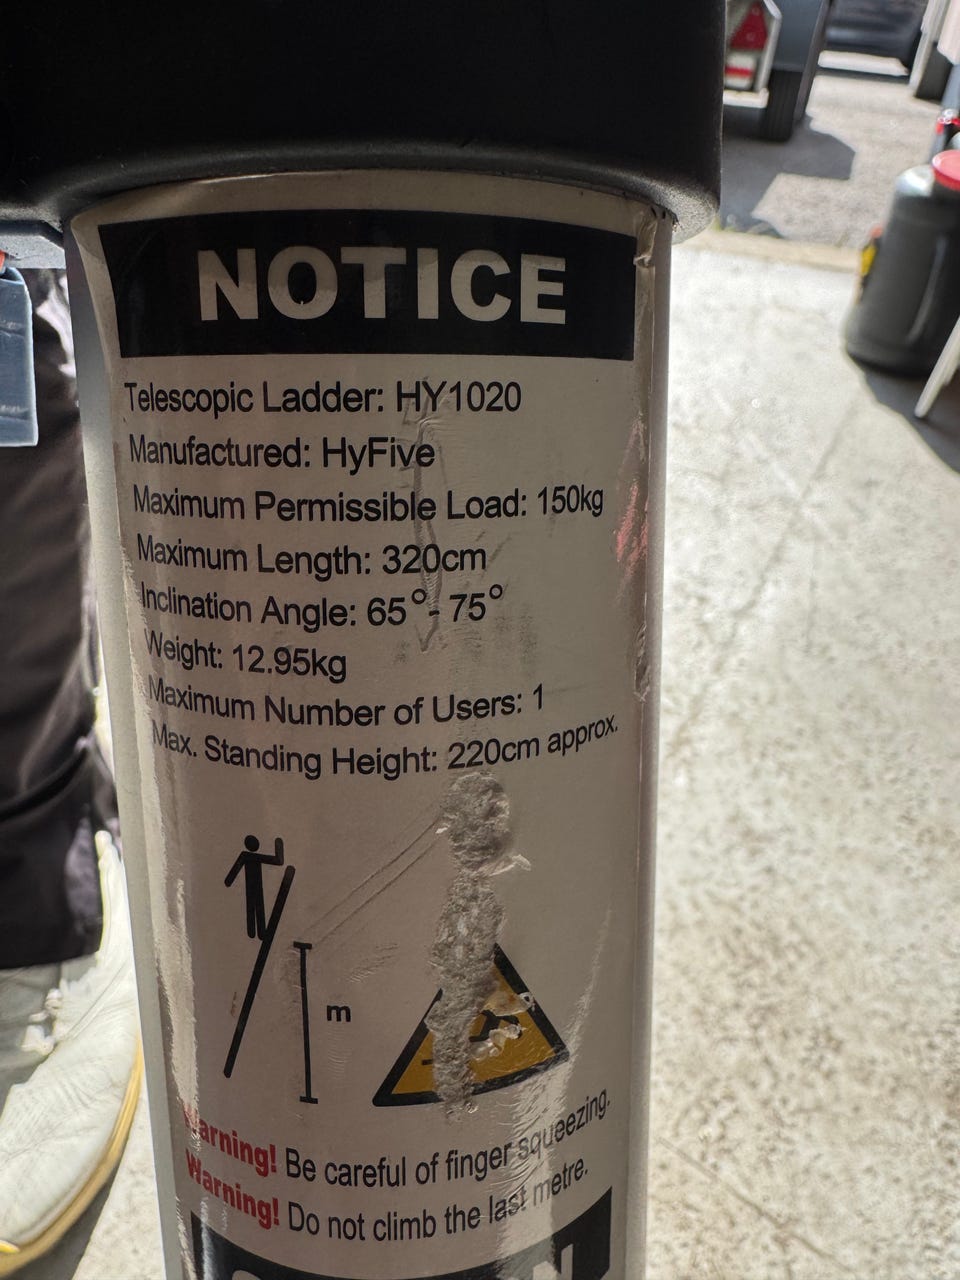 NOTICE
Telescopic Ladder: HY1020
Manufactured: HyFive
Maximum Permissible Load: 150kg
Maximum Length: 320cm
Inclination Angle: 65°- 75°
Weight: 12.95kg
Maximum Number of Users: 1
Max. Standing Height: 220cm approx.
m
Warning! Be careful of finger squeezing.
Warning! Do not climb the last metre.